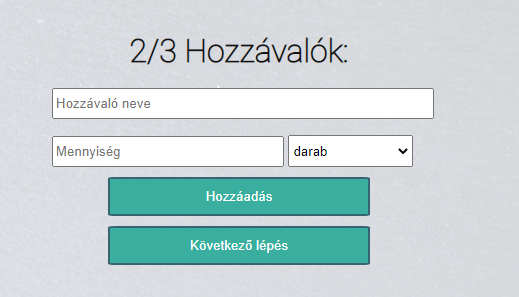 2/3 Hozzávalók:
Hozzávaló neve
Mennyiség darab
Hozzáadás
Következő lépés